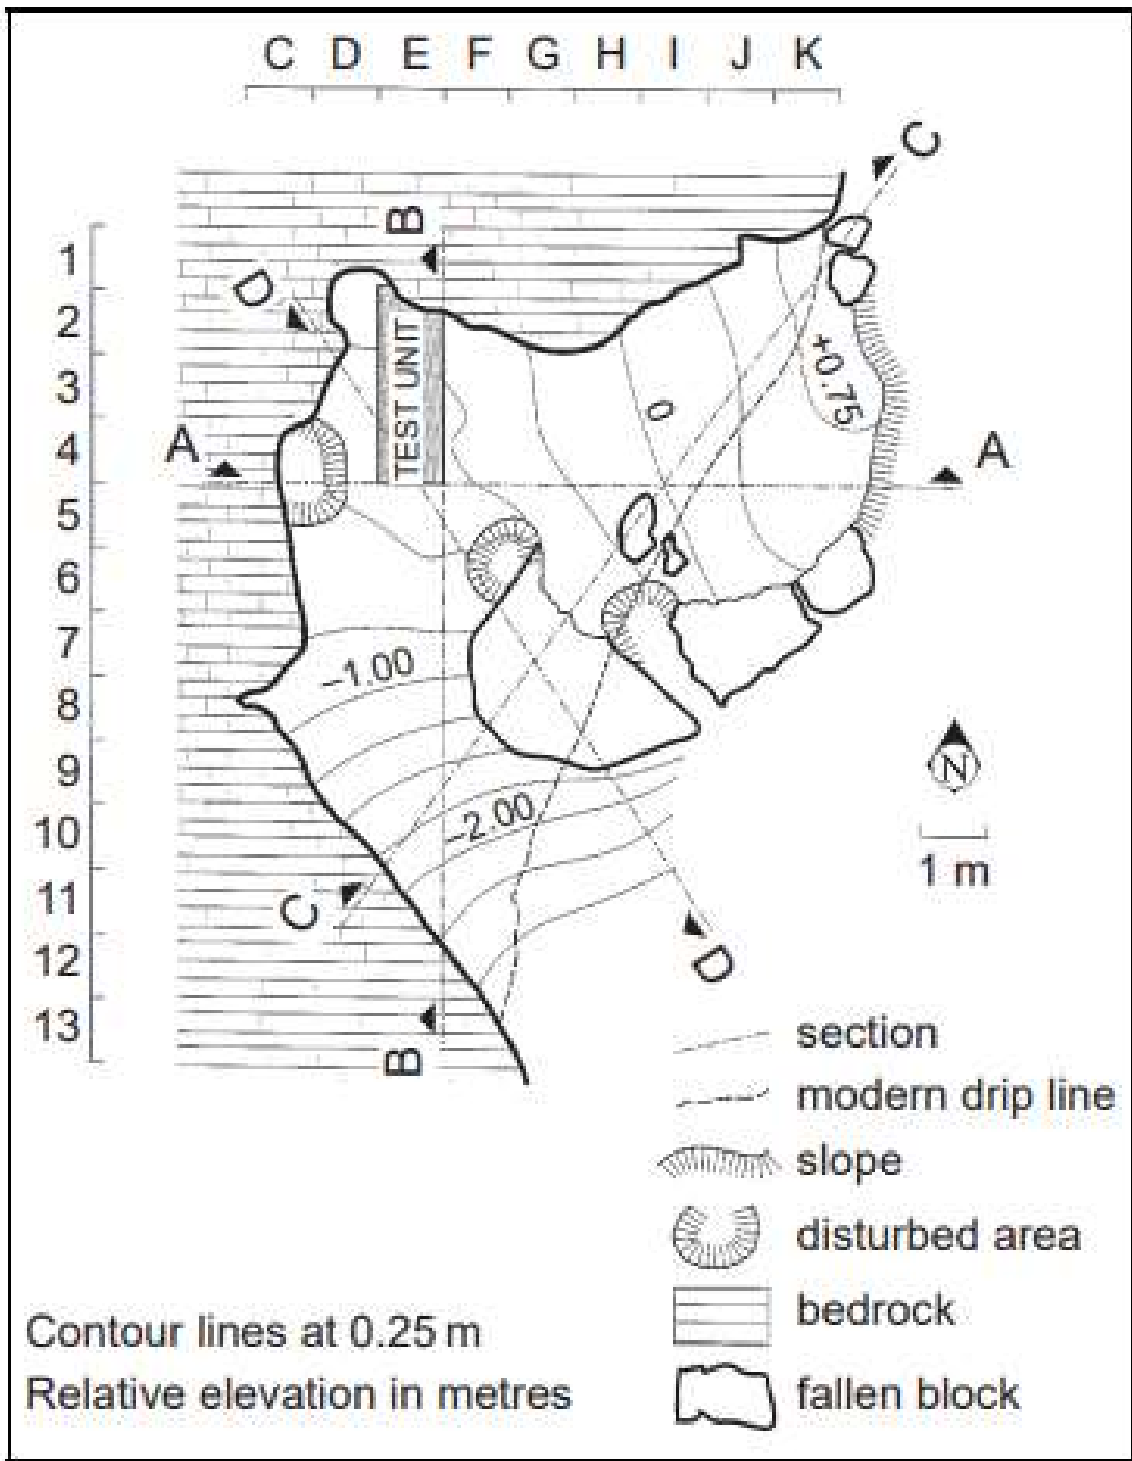 C D E F G H I J K
C
B
1
D
2
TEST UNIT
3
+0.75
0
4
A
A
5
6
7
–1.00
8
9
N
–2.00
10
1 m
11
C
12
D
13
B
section
modern drip line
slope
disturbed area
bedrock
fallen block
Contour lines at 0.25 m
Relative elevation in metres